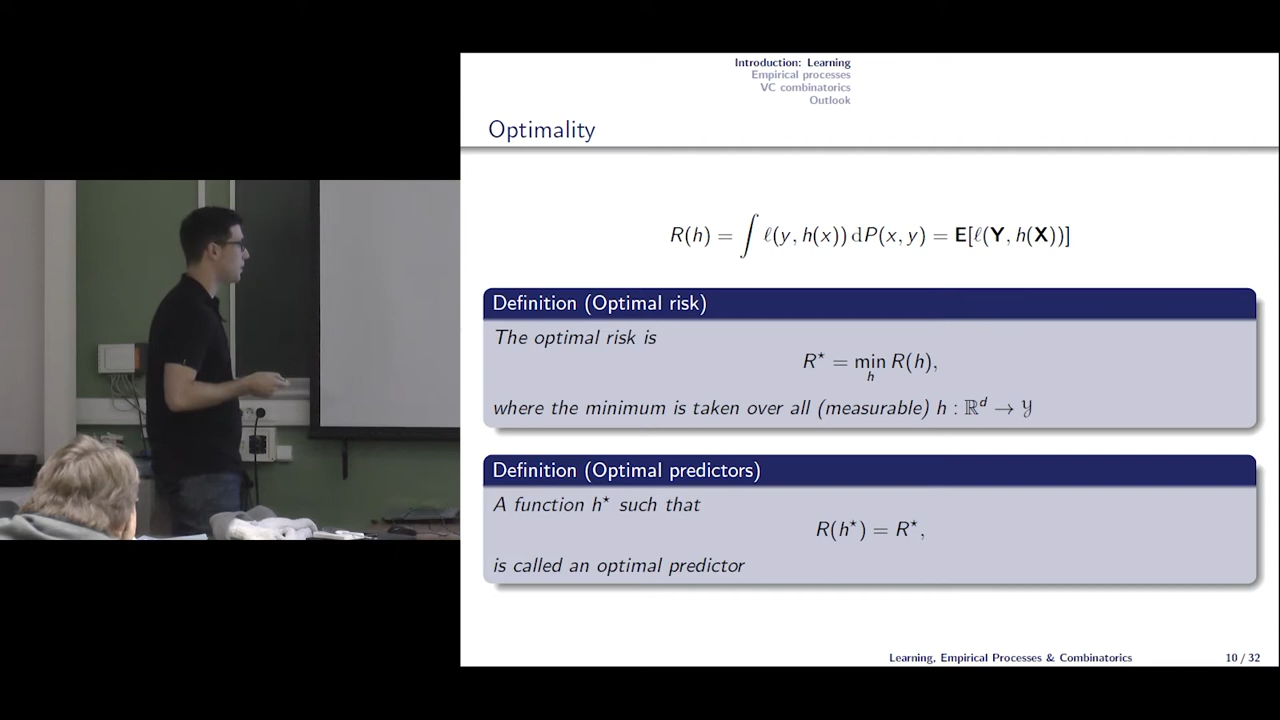 Introduction: Learning
Empirical processes
VC combinatorics
Outlook
Optimality
R(h) = ∫ ℓ(y, h(x)) dP(x, y) = E[ℓ(Y, h(X))]
Definition (Optimal risk)
The optimal risk is
R⋆ = min R(h),
h
where the minimum is taken over all (measurable) h : ℝᵈ → 𝒴
Definition (Optimal predictors)
A function h⋆ such that
R(h⋆) = R⋆,
is called an optimal predictor
Learning, Empirical Processes & Combinatorics 10 / 32